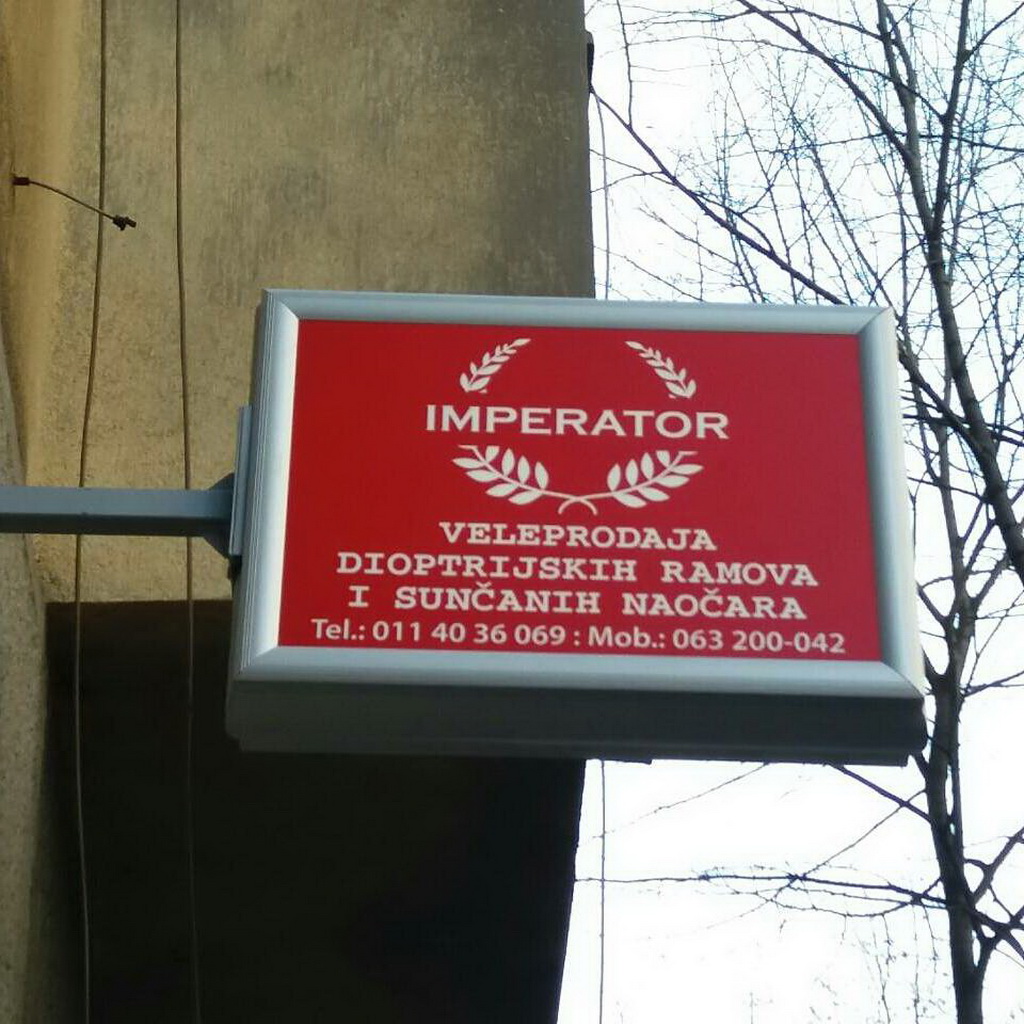 IMPERATOR
VELEPRODAJA
DIOPTRIJSKIH RAMOVA
I SUNČANIH NAOČARA
Tel.: 011 40 36 069 : Mob.: 063 200-042